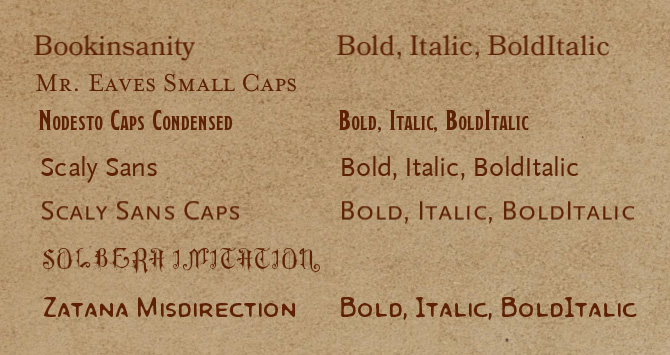 Bookinsanity Bold, Italic, BoldItalic
Mr. Eaves Small Caps
Nodesto Caps Condensed Bold, Italic, BoldItalic
Scaly Sans Bold, Italic, BoldItalic
Scaly Sans Caps Bold, Italic, BoldItalic
SOLBERA IMITATION
Zatana Misdirection Bold, Italic, BoldItalic